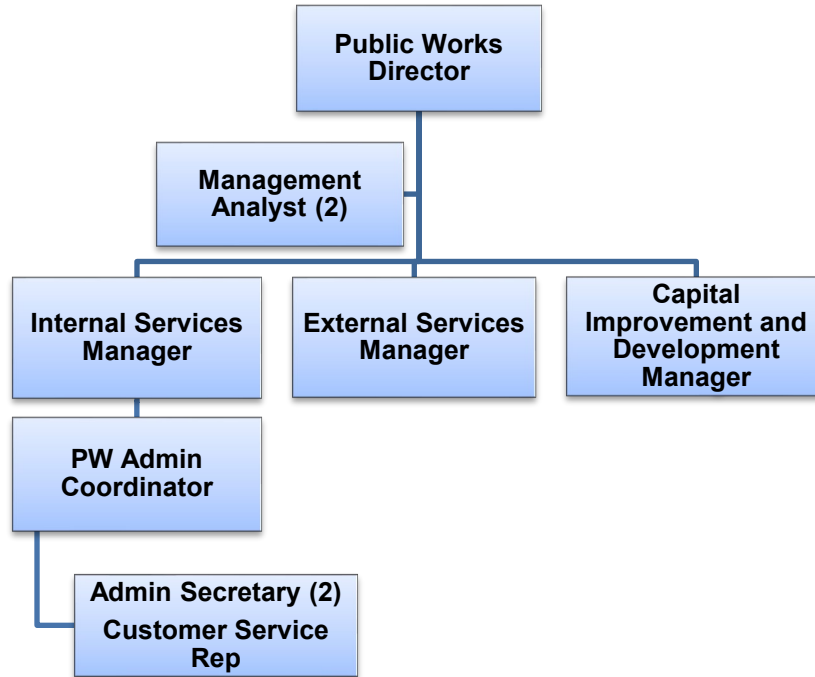 Public Works
Director
Management
Analyst (2)
Internal Services
Manager
External Services
Manager
Capital
Improvement and
Development
Manager
PW Admin
Coordinator
Admin Secretary (2)
Customer Service
Rep